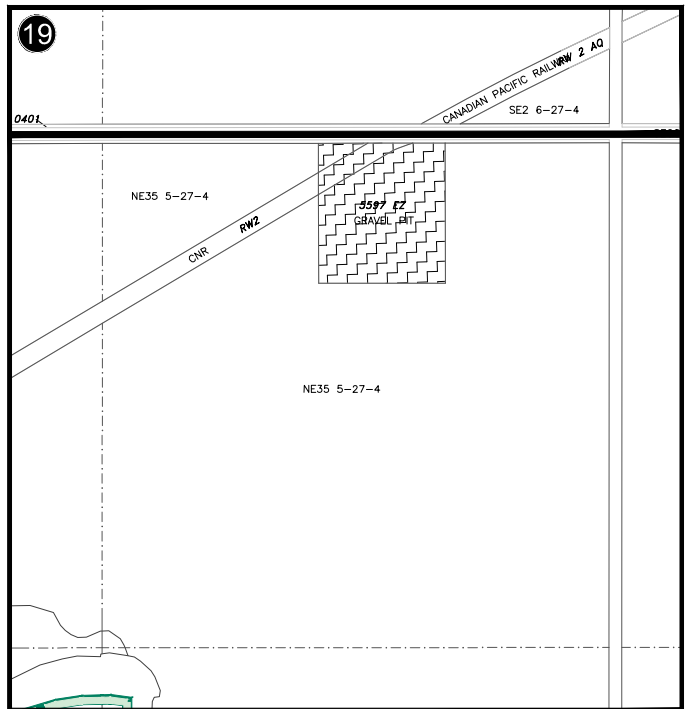 19
CANADIAN PACIFIC RAILWAY RW 2 AQ
SE2 6-27-4
0401
NE35 5-27-4
5597 EZ
GRAVEL PIT
CNR RW2
NE35 5-27-4